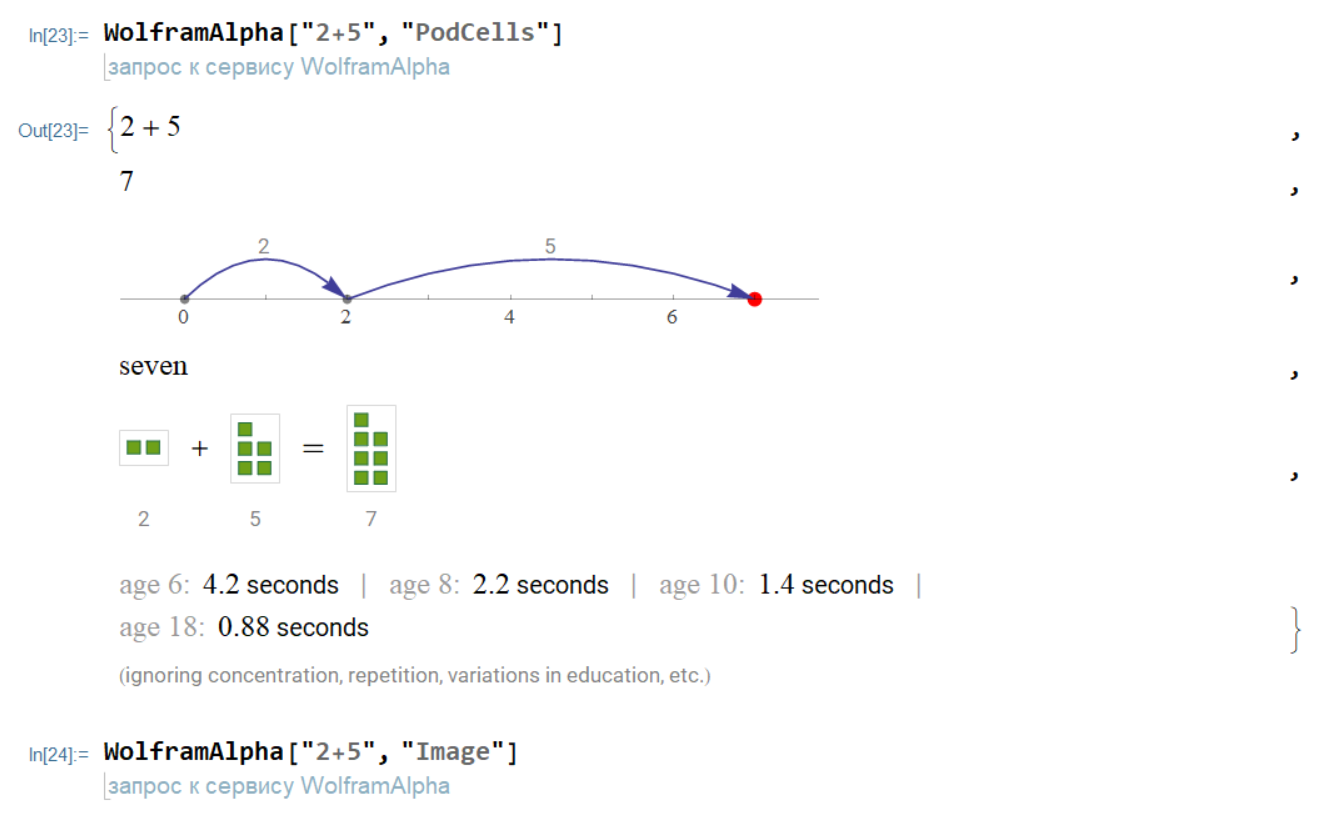 In[23]:= WolframAlpha["2+5", "PodCells"]
запрос к сервису WolframAlpha
Out[23]= {2 + 5 ,
7 ,
2 5
0 2 4 6 ,
seven ,
+ = ,
2 5 7
age 6: 4.2 seconds | age 8: 2.2 seconds | age 10: 1.4 seconds |
age 18: 0.88 seconds }
(ignoring concentration, repetition, variations in education, etc.)
In[24]:= WolframAlpha["2+5", "Image"]
запрос к сервису WolframAlpha